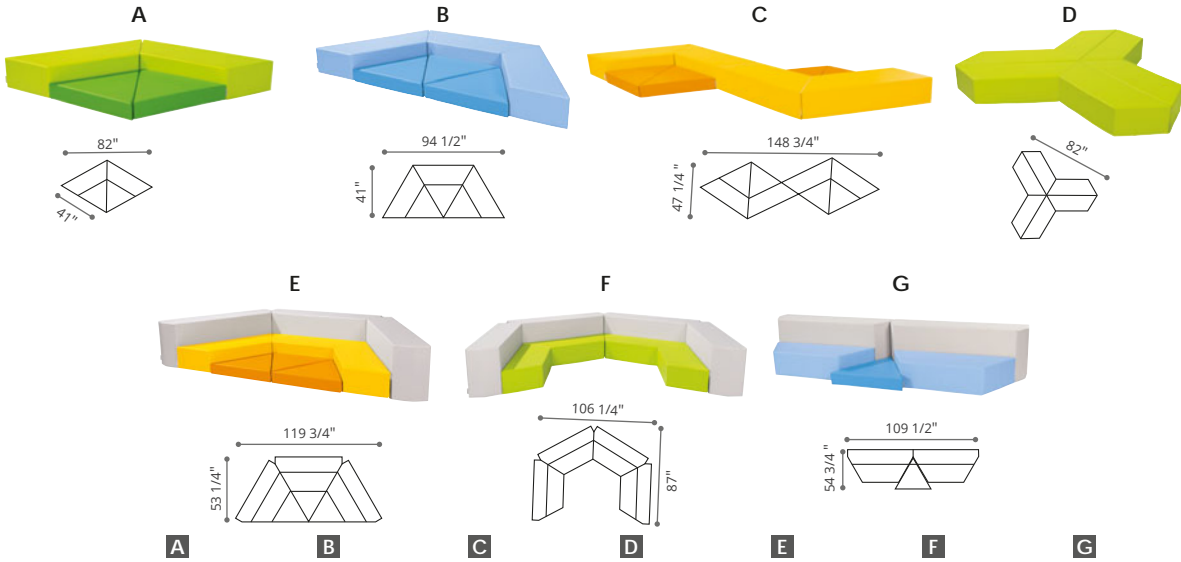 A B C D
82"
41"
94 1/2"
41"
148 3/4"
47 1/4 "
82"
E F G
119 3/4"
53 1/4"
106 1/4"
87"
109 1/2"
54 3/4 "
A B C D E F G